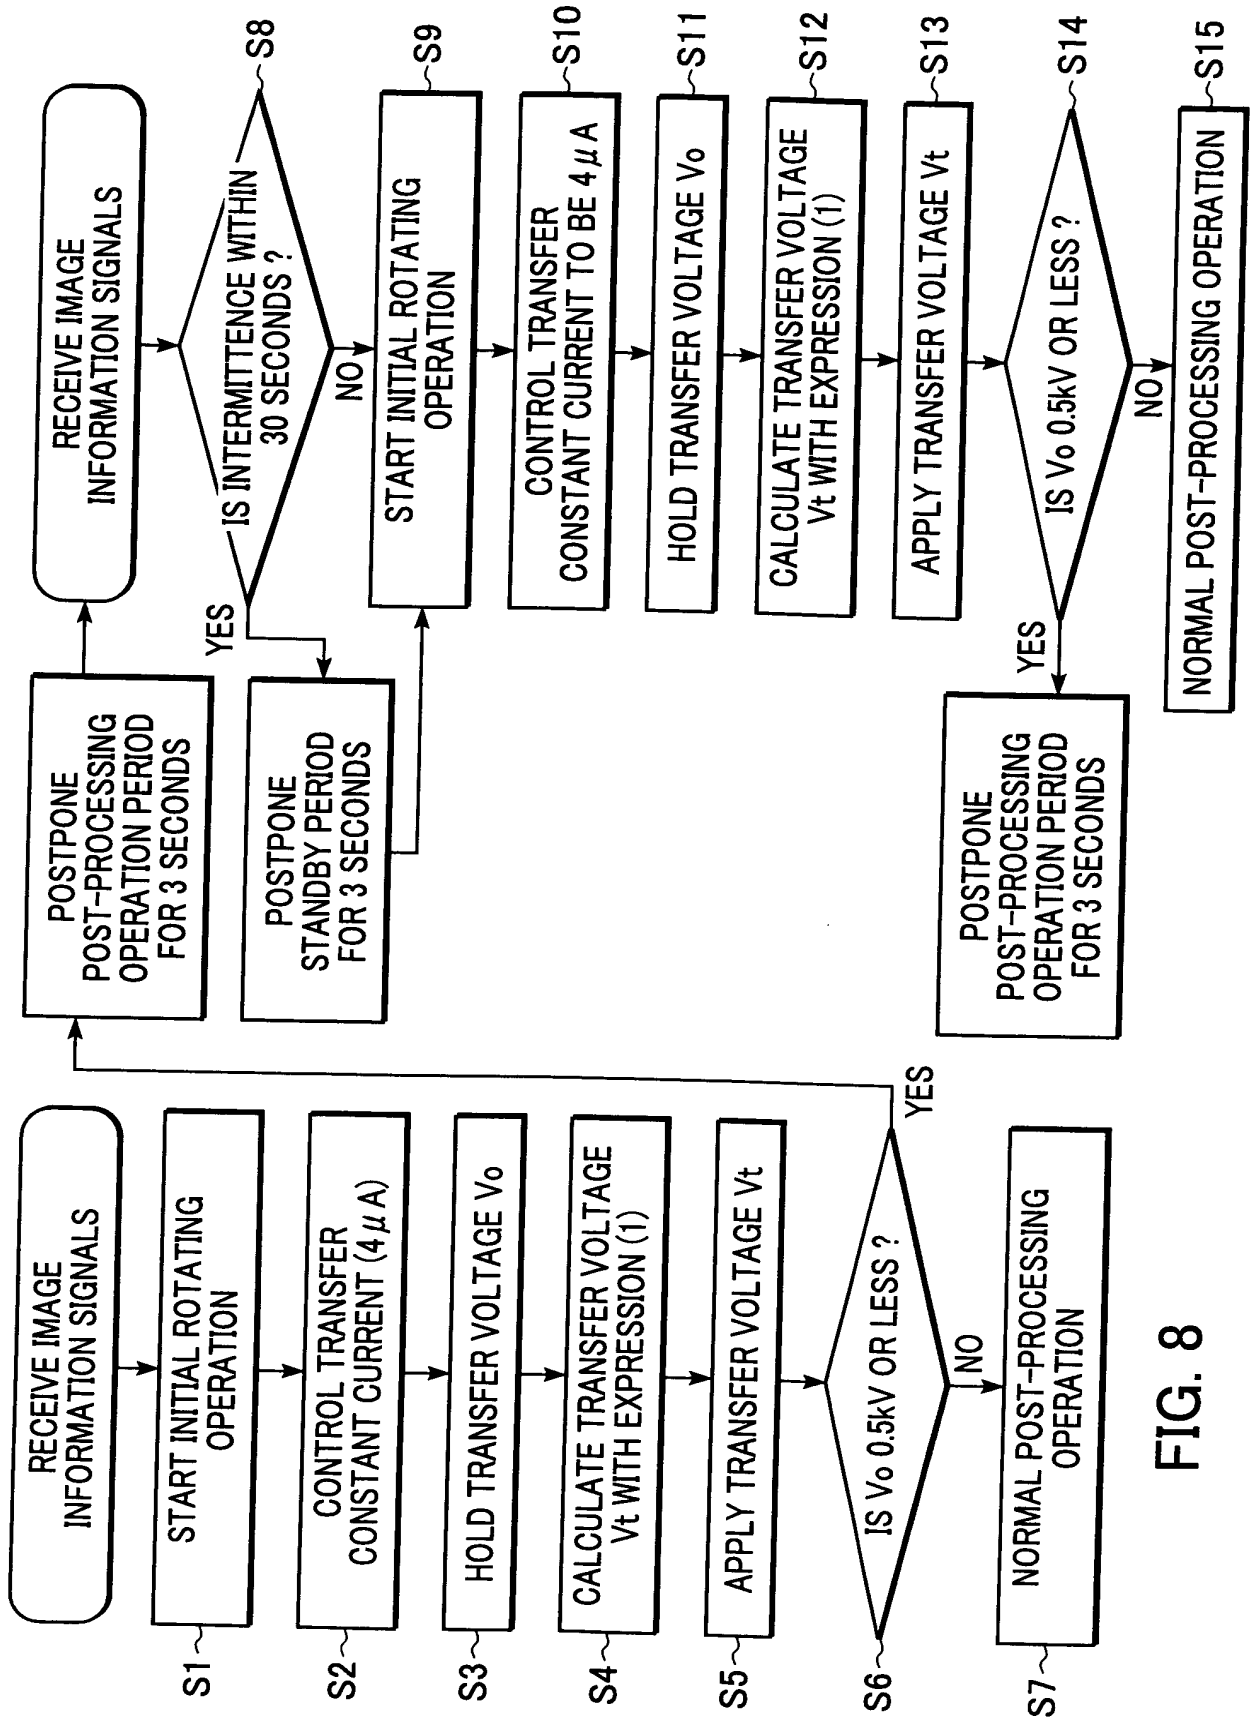 RECEIVE IMAGE
INFORMATION SIGNALS
S1
START INITIAL ROTATING
OPERATION
S2
CONTROL TRANSFER
CONSTANT CURRENT (4μA)
S3
HOLD TRANSFER VOLTAGE Vo
S4
CALCULATE TRANSFER VOLTAGE
Vt WITH EXPRESSION (1)
S5
APPLY TRANSFER VOLTAGE Vt
S6
IS Vo 0.5kV OR LESS ?
YES
NO
S7
NORMAL POST-PROCESSING
OPERATION
POSTPONE
POST-PROCESSING
OPERATION PERIOD
FOR 3 SECONDS
RECEIVE IMAGE
INFORMATION SIGNALS
IS INTERMITTENCE WITHIN
30 SECONDS ?
S8
YES
NO
POSTPONE
STANDBY PERIOD
FOR 3 SECONDS
START INITIAL ROTATING
OPERATION
S9
CONTROL TRANSFER
CONSTANT CURRENT TO BE 4μA
S10
HOLD TRANSFER VOLTAGE Vo
S11
CALCULATE TRANSFER VOLTAGE
Vt WITH EXPRESSION (1)
S12
APPLY TRANSFER VOLTAGE Vt
S13
IS Vo 0.5kV OR LESS ?
S14
YES
NO
POSTPONE
POST-PROCESSING
OPERATION PERIOD
FOR 3 SECONDS
NORMAL POST-PROCESSING OPERATION
S15
FIG. 8